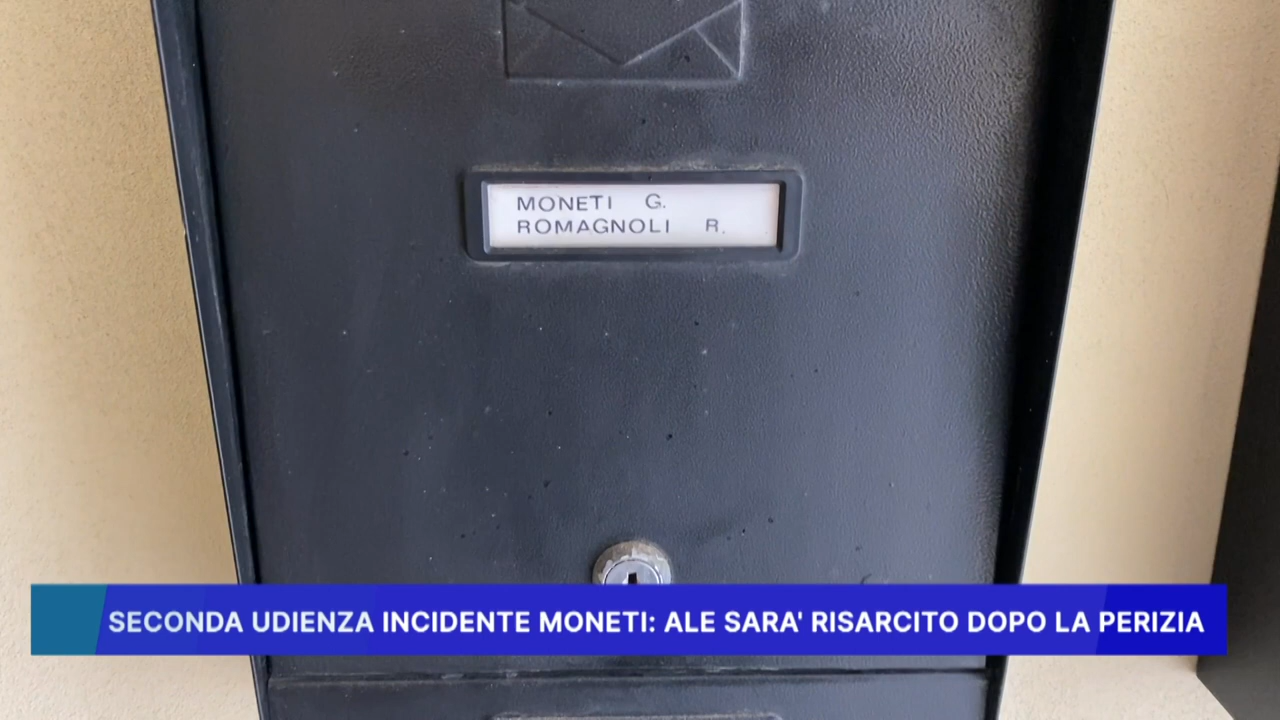 MONETI G.
ROMAGNOLI R.
SECONDA UDIENZA INCIDENTE MONETI: ALE SARA' RISARCITO DOPO LA PERIZIA